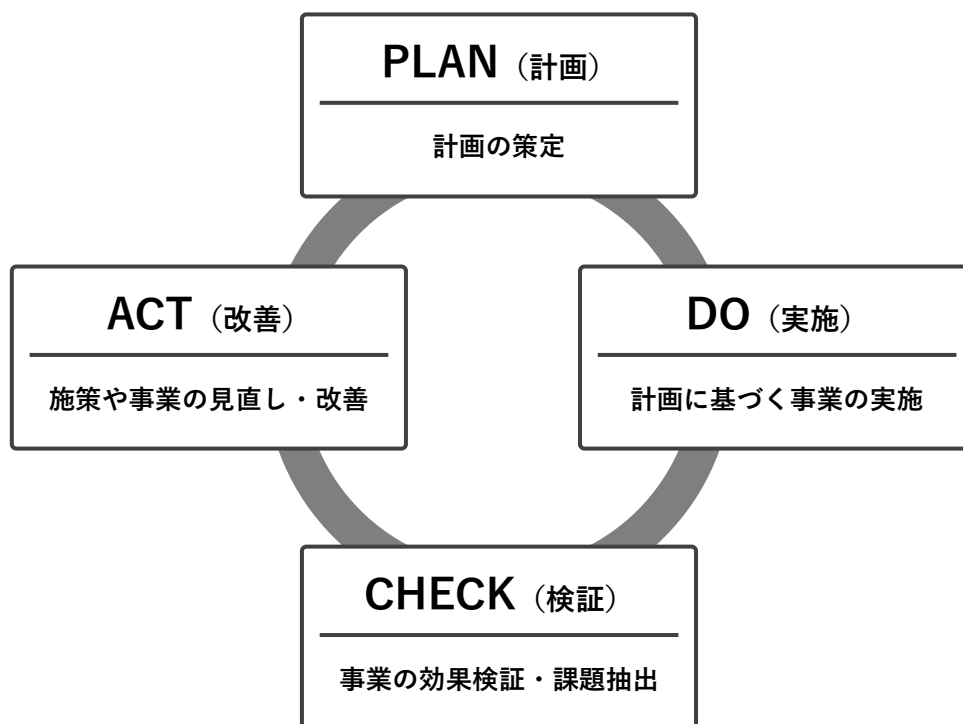 PLAN（計画）
計画の策定
ACT（改善）
施策や事業の見直し・改善
DO（実施）
計画に基づく事業の実施
CHECK（検証）
事業の効果検証・課題抽出